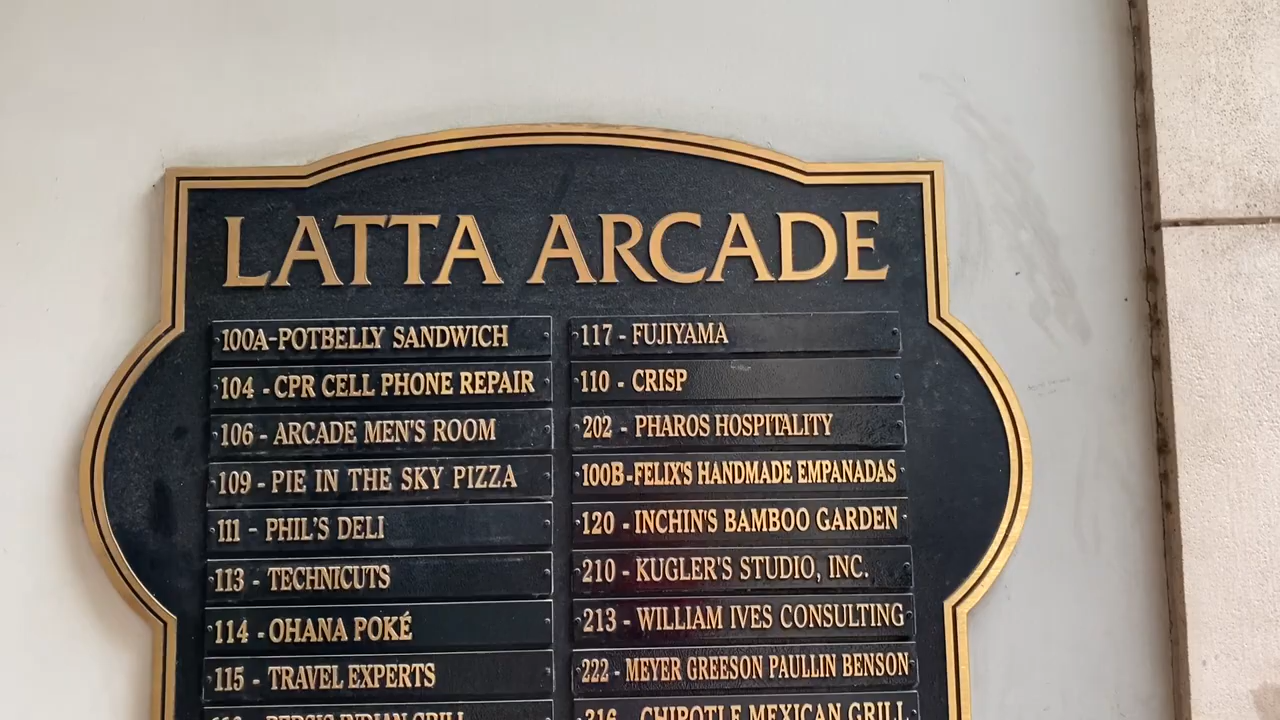 LATTA ARCADE
100A-POTBELLY SANDWICH
104 - CPR CELL PHONE REPAIR
106 - ARCADE MEN'S ROOM
109 - PIE IN THE SKY PIZZA
111 - PHIL'S DELI
113 - TECHNICUTS
114 - OHANA POKÉ
115 - TRAVEL EXPERTS
INDIAN GRILL
117 - FUJIYAMA
110 - CRISP
202 - PHAROS HOSPITALITY
100B-FELIX'S HANDMADE EMPANADAS
120 - INCHIN'S BAMBOO GARDEN
210 - KUGLER'S STUDIO, INC.
213 - WILLIAM IVES CONSULTING
222 - MEYER GREESON PAULLIN BENSON
216 - CHIPOTLE MEXICAN GRILL